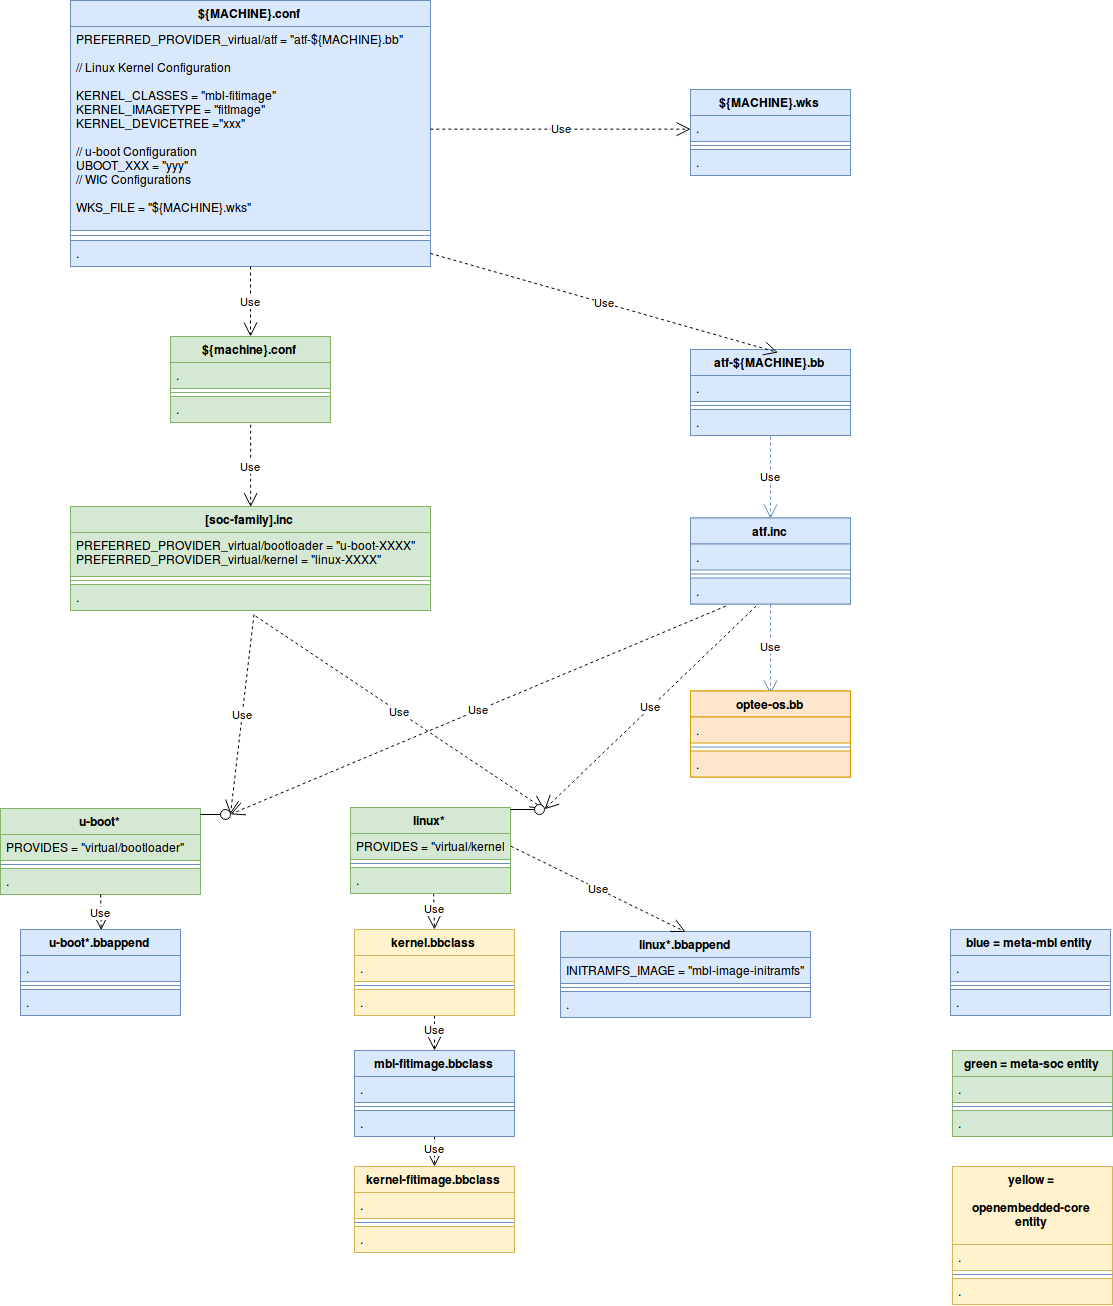 ${MACHINE}.conf
PREFERRED_PROVIDER_virtual/atf = "atf-${MACHINE}.bb"
// Linux Kernel Configuration
KERNEL_CLASSES = "mbl-fitimage"
KERNEL_IMAGETYPE = "fitImage"
KERNEL_DEVICETREE ="xxx"
// u-boot Configuration
UBOOT_XXX = "yyy"
// WIC Configurations
WKS_FILE = "${MACHINE}.wks"
.
Use
${MACHINE}.wks
.
.
Use
Use
${machine}.conf
.
.
atf-${MACHINE}.bb
.
.
Use
Use
[soc-family].inc
PREFERRED_PROVIDER_virtual/bootloader = "u-boot-XXXX"
PREFERRED_PROVIDER_virtual/kernel = "linux-XXXX"
.
atf.inc
.
.
Use
Use
Use
Use
Use
optee-os.bb
.
.
u-boot*
PROVIDES = "virtual/bootloader"
.
linux*
PROVIDES = "virtual/kernel
.
Use
Use
Use
u-boot*.bbappend
.
.
kernel.bbclass
.
.
linux*.bbappend
INITRAMFS_IMAGE = "mbl-image-initramfs"
.
blue = meta-mbl entity
.
.
Use
mbl-fitimage.bbclass
.
.
green = meta-soc entity
.
.
Use
kernel-fitimage.bbclass
.
.
yellow =
openembedded-core
entity
.
.